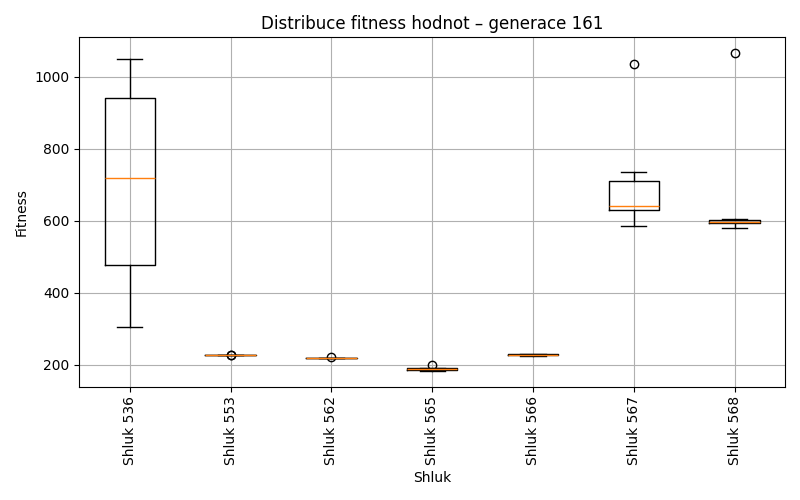 Distribuce fitness hodnot – generace 161
Fitness
1000
800
600
400
200
Shluk 536
Shluk 553
Shluk 562
Shluk 565
Shluk 566
Shluk 567
Shluk 568
Shluk